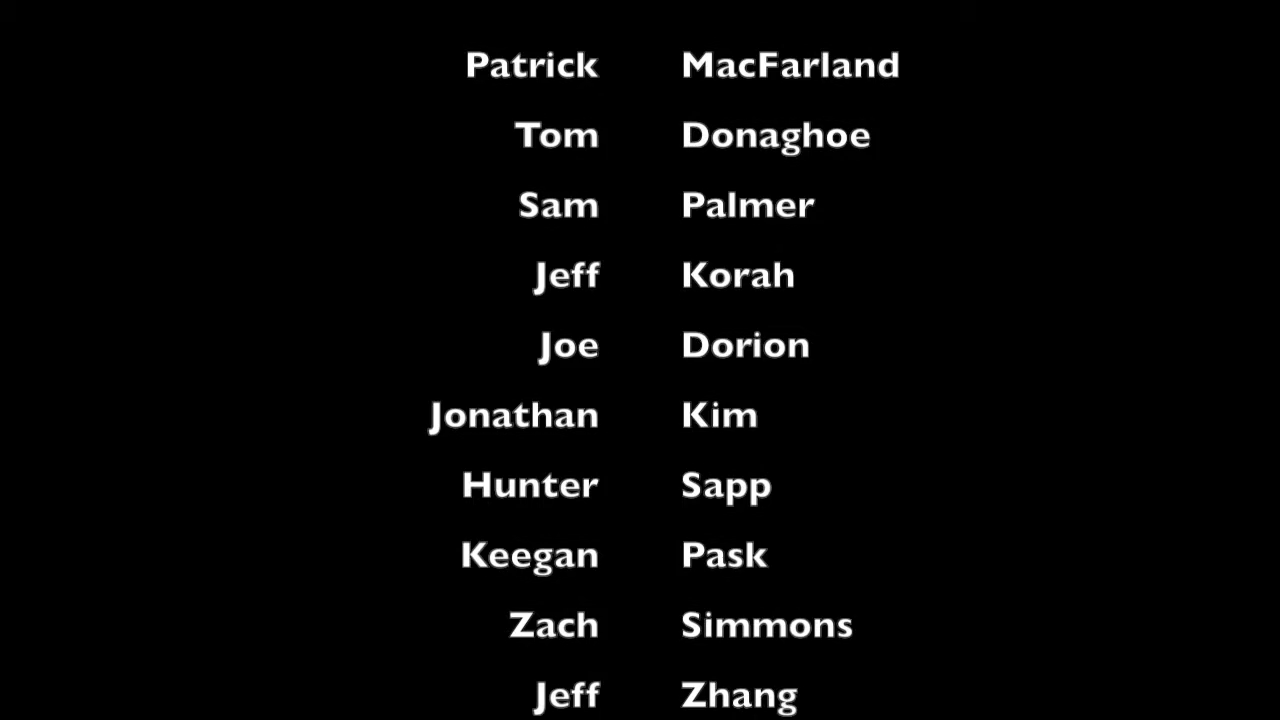 Patrick MacFarland
Tom Donaghoe
Sam Palmer
Jeff Korah
Joe Dorion
Jonathan Kim
Hunter Sapp
Keegan Pask
Zach Simmons
Jeff Zhang